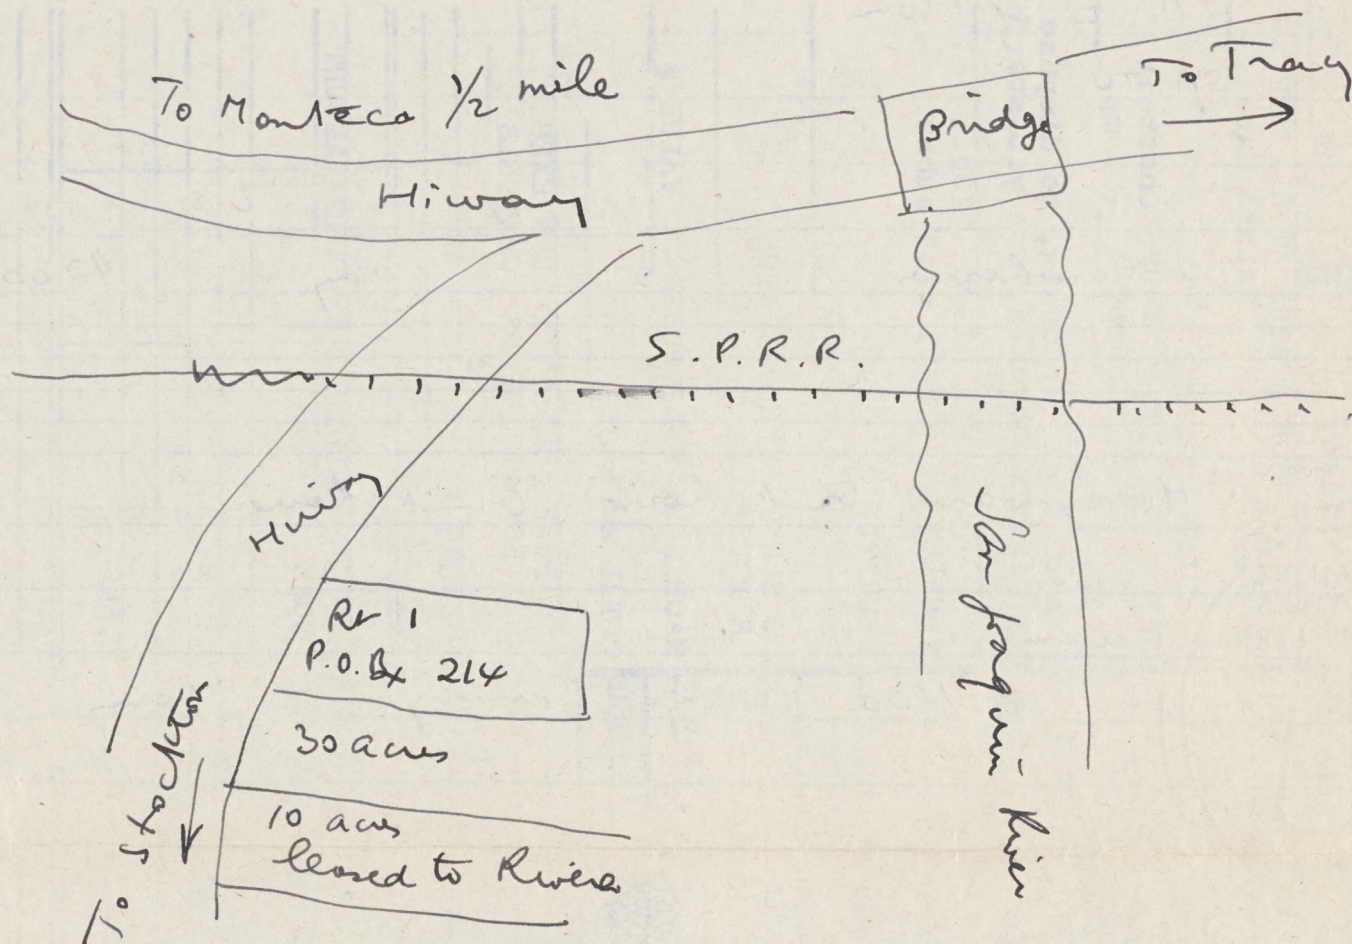 To Manteca 1/2 mile
Bridge
To Tracy
Hiway
S.P.R.R.
Hiway
Rt 1
P.O. Bx 214
30 acres
10 acres
leased to Rivera
To Stockton
San Joaquin River